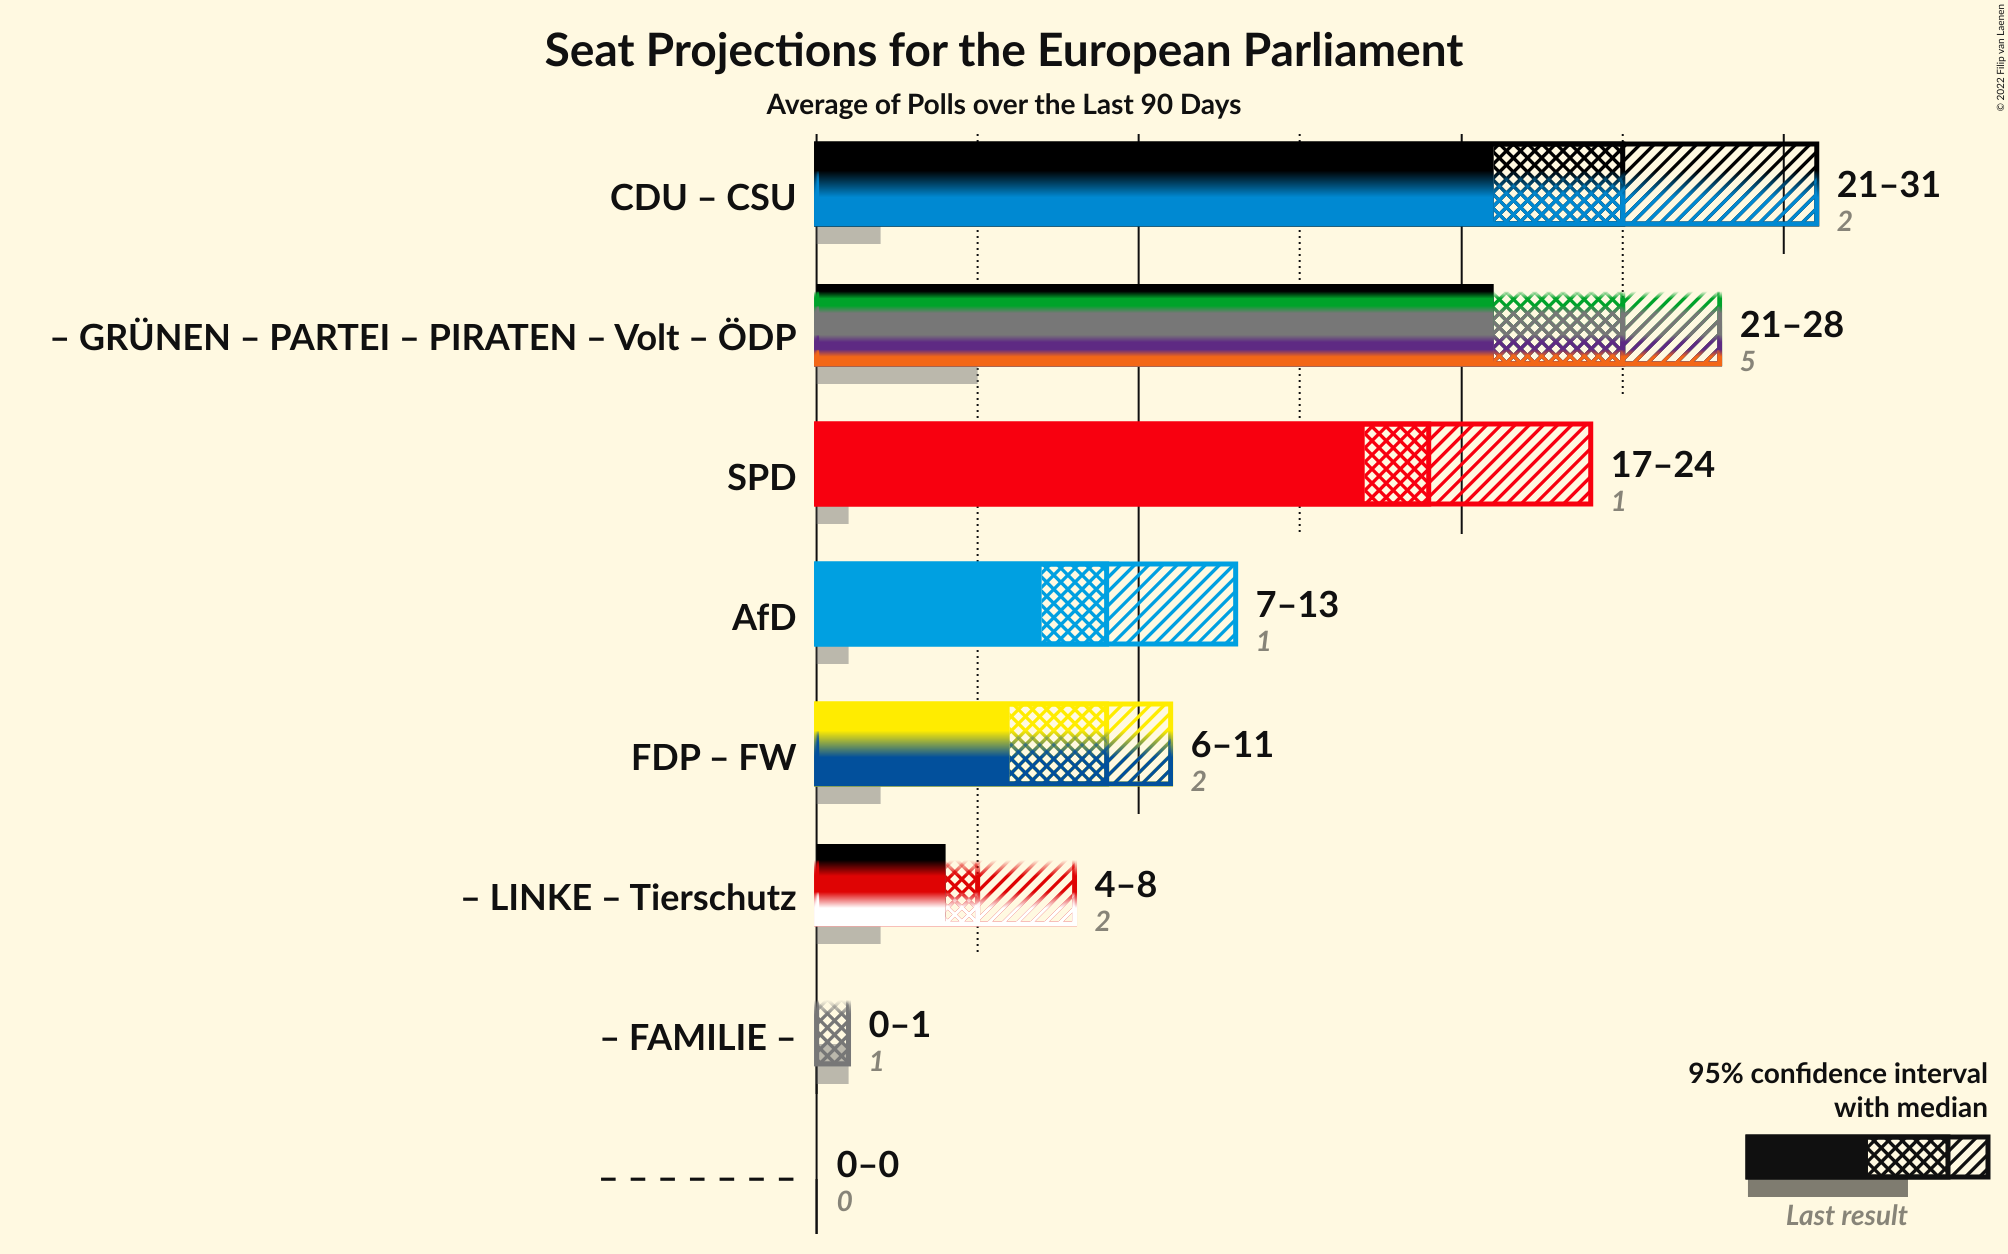 Seat Projections for the European Parliament
Average of Polls over the Last 90 Days
© 2022 Filip van Laenen
CDU – CSU
21–31
2
– GRÜNEN – PARTEI – PIRATEN – Volt – ÖDP
21–28
5
SPD
17–24
1
AfD
7–13
1
FDP – FW
6–11
2
– LINKE – Tierschutz
4–8
2
– FAMILIE –
0–1
1
– – – – – – –
0–0
0
95% confidence interval
with median
Last result